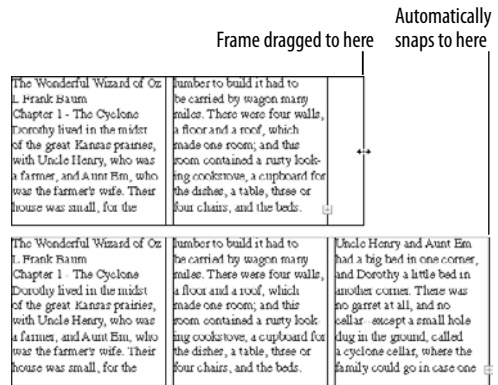 Automatically
Frame dragged to here snaps to here
The Wonderful Wizard of Oz
L Frank Baum
Chapter 1 - The Cyclone
Dorothy lived in the midst
of the great Kansas prairies,
with Uncle Henry, who was
a farmer, and Aunt Em, who
was the farmer's wife. Their
house was small, for the
lumber to build it had to
be carried by wagon many
miles. There were four walls,
a floor and a roof, which
made one room; and this
room contained a rusty look-
ing cookstove, a cupboard for
the dishes, a table, three or
four chairs, and the beds.
The Wonderful Wizard of Oz
L Frank Baum
Chapter 1 - The Cyclone
Dorothy lived in the midst
of the great Kansas prairies,
with Uncle Henry, who was
a farmer, and Aunt Em, who
was the farmer's wife. Their
house was small, for the
lumber to build it had to
be carried by wagon many
miles. There were four walls,
a floor and a roof, which
made one room; and this
room contained a rusty look-
ing cookstove, a cupboard for
the dishes, a table, three or
four chairs, and the beds.
Uncle Henry and Aunt Em
had a big bed in one corner,
and Dorothy a little bed in
another corner. There was
no garret at all, and no
cellar--except a small hole
dug in the ground, called
a cyclone cellar, where the
family could go in case one